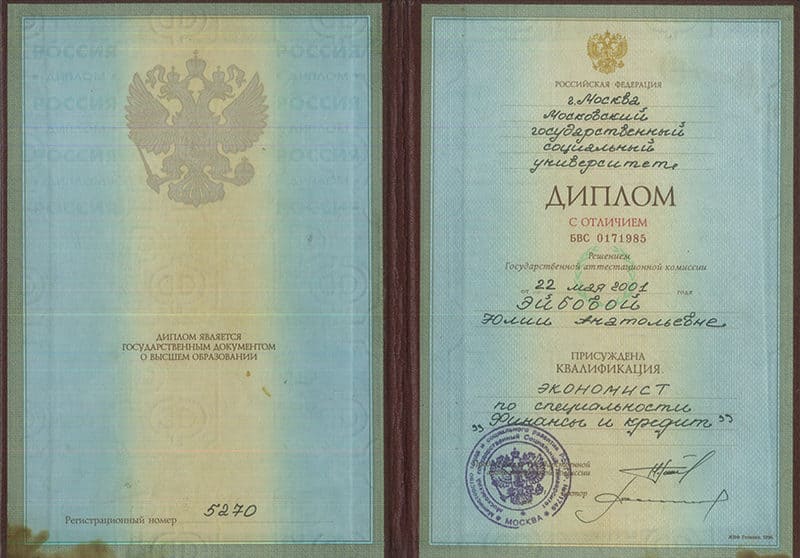 РОССИЯ
ДИПЛОМ
ДИПЛОМ ЯВЛЯЕТСЯ
ГОСУДАРСТВЕННЫМ ДОКУМЕНТОМ
О ВЫСШЕМ ОБРАЗОВАНИИ
Регистрационный номер 5270
РОССИЙСКАЯ ФЕДЕРАЦИЯ
г. Москва
Московский
государственный
социальный
университет
ДИПЛОМ
С ОТЛИЧИЕМ
БВС 0171985
Решением
Государственной аттестационной комиссии
от 22 мая 2001 года
ЭЙБОВОЙ
Юлии Анатольевне
ПРИСУЖДЕНА
КВАЛИФИКАЦИЯ
ЭКОНОМИСТ
по специальности
„Финансы и кредит”
МОСКВА